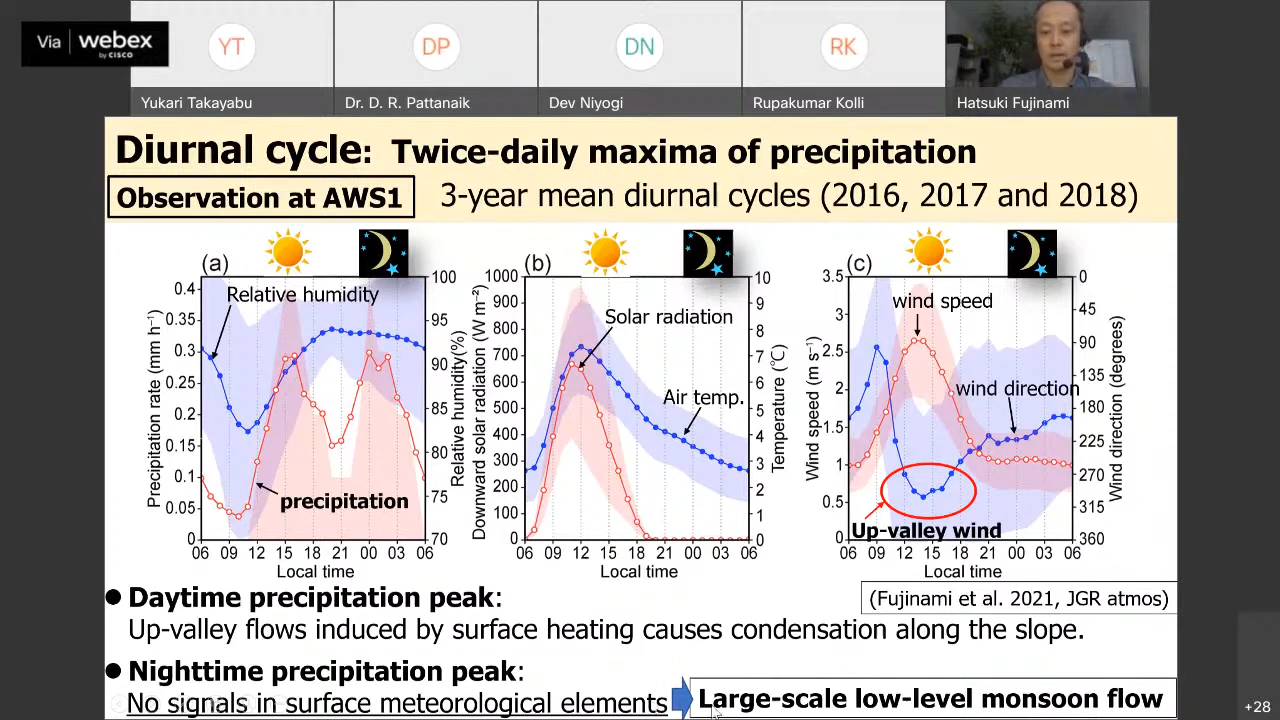 Via webex
by CISCO
YT
DP
DN
RK
Yukari Takayabu
Dr. D. R. Pattanaik
Dev Niyogi
Rupakumar Kolli
Hatsuki Fujinami
Diurnal cycle: Twice-daily maxima of precipitation
Observation at AWS1
3-year mean diurnal cycles (2016, 2017 and 2018)
(a)
Relative humidity
precipitation
Precipitation rate (mm h⁻¹)
0.4
0.35
0.3
0.25
0.2
0.15
0.1
0.05
0
100
95
90
85
80
75
70
Relative humidity(%)
06 09 12 15 18 21 00 03 06
Local time
(b)
Solar radiation
Air temp.
Downward solar radiation (W m⁻²)
1000
900
800
700
600
500
400
300
200
100
0
10
9
8
7
6
5
4
3
2
1
0
Temperature (℃)
06 09 12 15 18 21 00 03 06
Local time
(c)
wind speed
wind direction
Up-valley wind
Wind speed (m s⁻¹)
3.5
3
2.5
2
1.5
1
0.5
0
0
45
90
135
180
225
270
315
360
Wind direction (degrees)
06 09 12 15 18 21 00 03 06
Local time
● Daytime precipitation peak:
(Fujinami et al. 2021, JGR atmos)
Up-valley flows induced by surface heating causes condensation along the slope.
● Nighttime precipitation peak:
No signals in surface meteorological elements
Large-scale low-level monsoon flow
+28